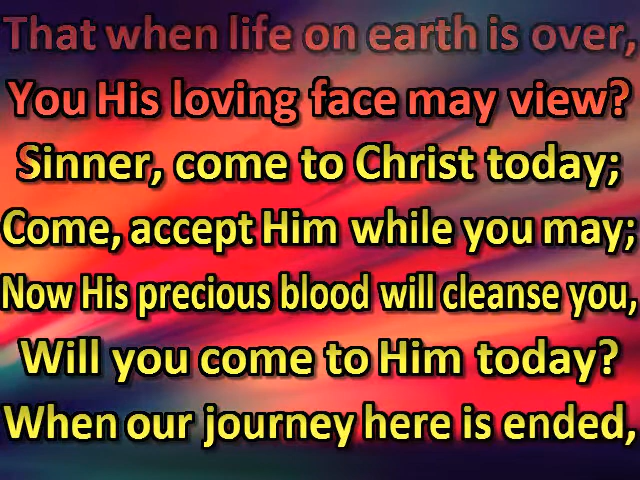 That when life on earth is over,
You His loving face may view?
Sinner, come to Christ today;
Come, accept Him while you may;
Now His precious blood will cleanse you,
Will you come to Him today?
When our journey here is ended,